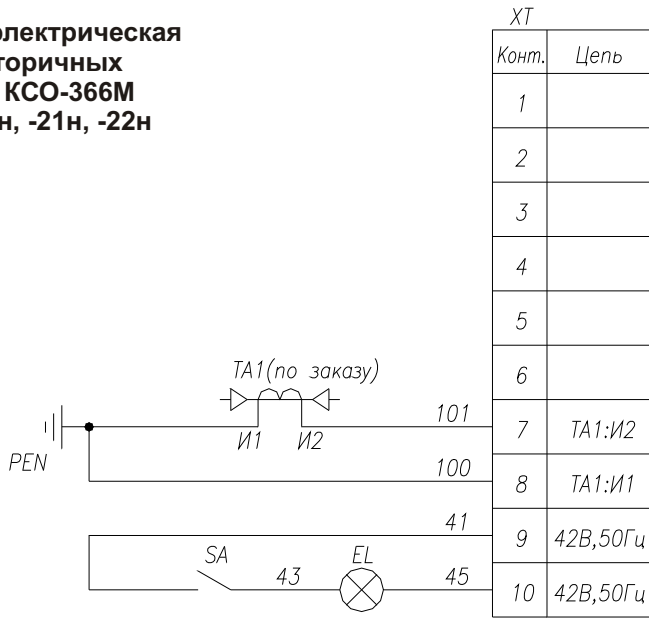 электрическая
торичных
КСО-366М
н, -21н, -22н
XT
Конт. Цепь
1
2
3
4
5
6
7 TA1:И2
8 TA1:И1
9 42В,50Гц
10 42В,50Гц
TA1(по заказу)
И1 И2
101
100
PEN
41
SA
43
EL
45